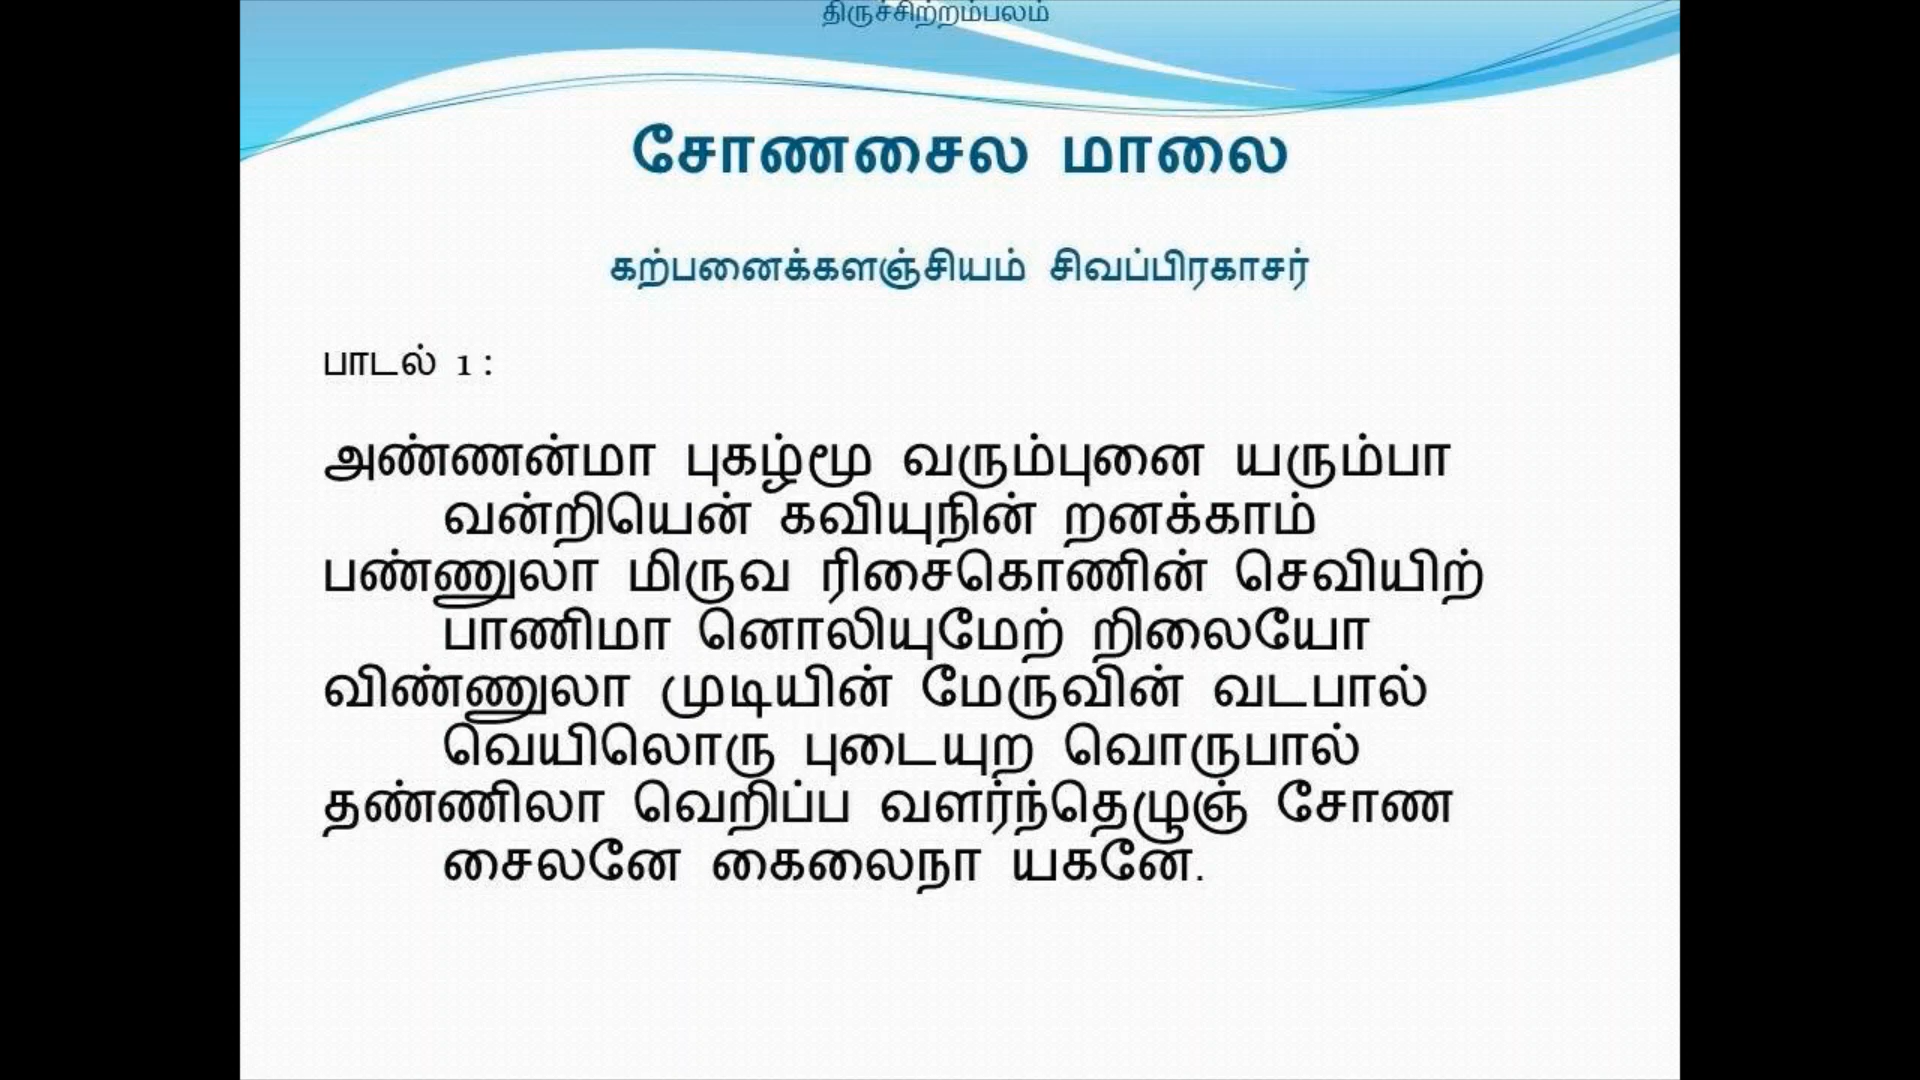 திருச்சிற்றம்பலம்
சோணசைல மாலை
கற்பனைக்களஞ்சியம் சிவப்பிரகாசர்
பாடல் 1 :
அண்ணன்மா புகழ்மூ வரும்புனை யரும்பா
வன்றியென் கவியுநின் றனக்காம்
பண்ணுலா மிருவ ரிசைகொணின் செவியிற்
பாணிமா னொலியுமேற் றிலையோ
விண்ணுலா முடியின் மேருவின் வடபால்
வெயிலொரு புடையுற வொருபால்
தண்ணிலா வெறிப்ப வளர்ந்தெழுஞ் சோண
சைலனே கைலைநா யகனே.